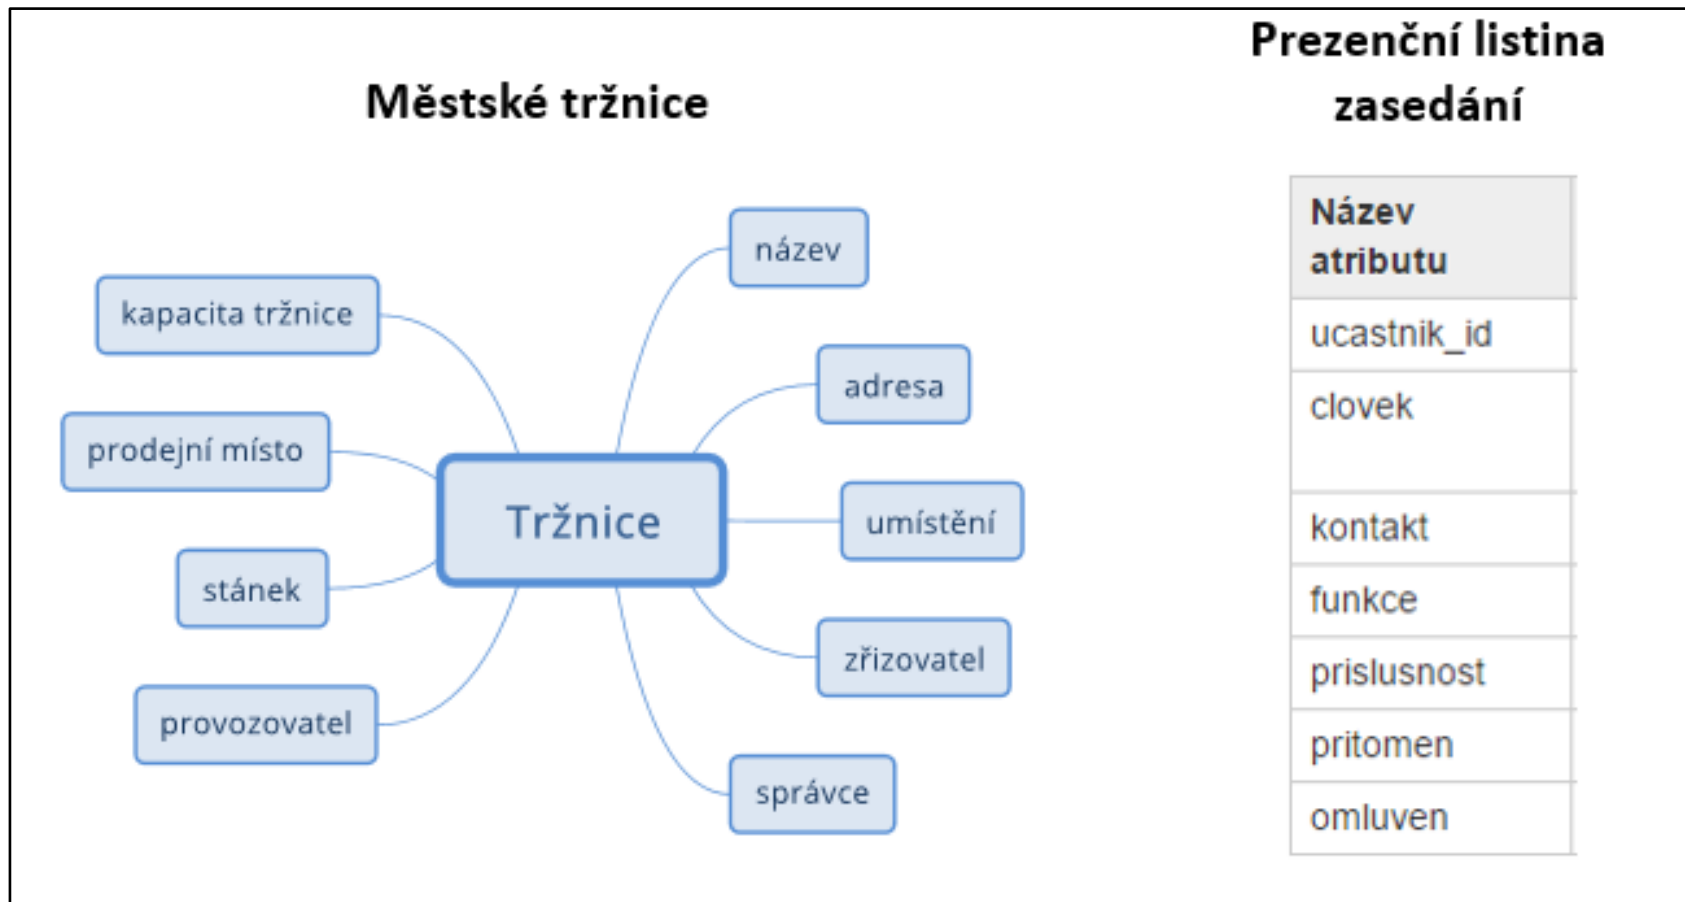 Městské tržnice
název
kapacita tržnice
adresa
prodejní místo
Tržnice
umístění
stánek
zřizovatel
provozovatel
správce
Prezenční listina
zasedání
Název
atributu
ucastnik_id
clovek
kontakt
funkce
prislusnost
pritomen
omluven